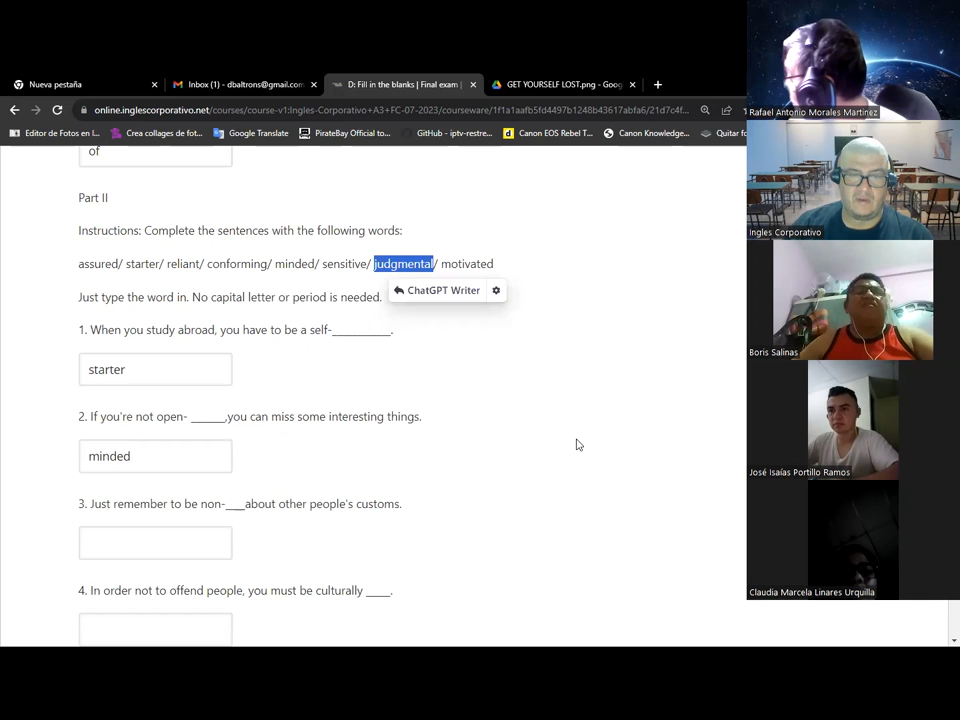 Nueva pestaña
Inbox (1) - dbaltrons@gmail.com
D: Fill in the blanks | Final exam |
GET YOURSELF LOST.png - Goog
online.inglescorporativo.net/courses/course-v1:Ingles-Corporativo+A3+FC-07-2023/courseware/1f1a1aafb5fd4497b1248b43617abfa6/21d7c4f...
Editor de Fotos en l...
Crea collages de fot...
Google Translate
PirateBay Official to...
GitHub - iptv-restre...
Canon EOS Rebel T...
Canon Knowledge...
Quitar fo
of
Part II
Instructions: Complete the sentences with the following words:
assured/ starter/ reliant/ conforming/ minded/ sensitive/ judgmental/ motivated
ChatGPT Writer
Just type the word in. No capital letter or period is needed.
1. When you study abroad, you have to be a self-__________.
starter
2. If you're not open- ______,you can miss some interesting things.
minded
3. Just remember to be non-___about other people's customs.
4. In order not to offend people, you must be culturally ____.
Rafael Antonio Morales Martinez
Ingles Corporativo
Boris Salinas
José Isaías Portillo Ramos
Claudia Marcela Linares Urquilla